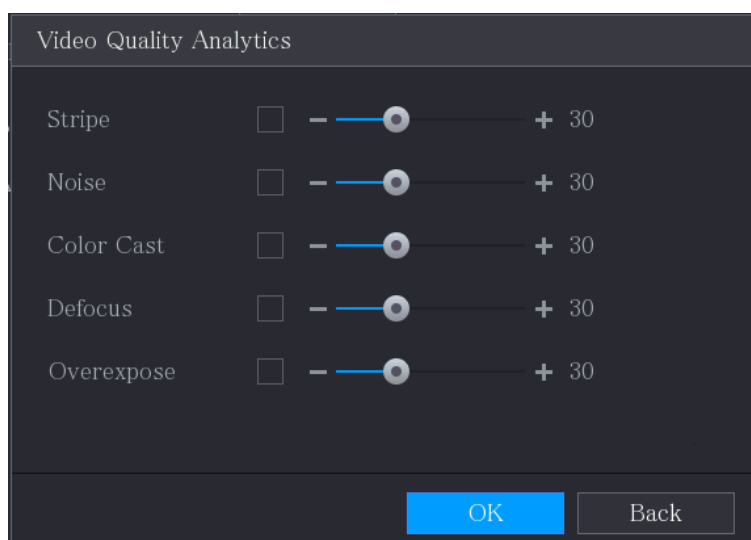 Video Quality Analytics
Stripe 30
Noise 30
Color Cast 30
Defocus 30
Overexpose 30
OK Back